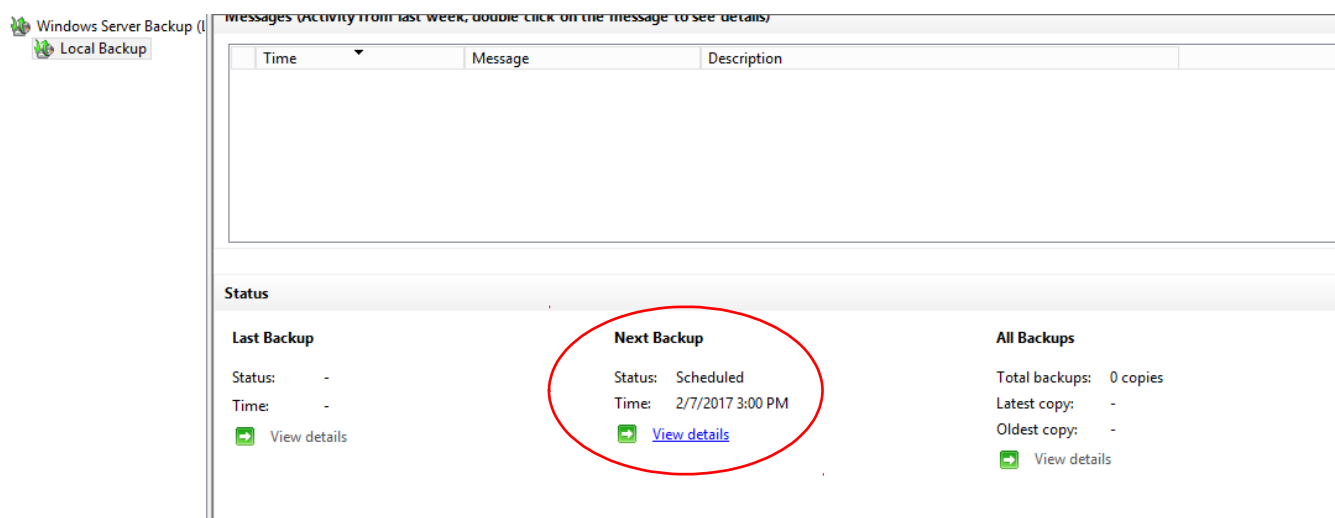 Windows Server Backup (L
Local Backup
Messages (Activity from last week, double click on the message to see details)
Time Message Description
Status
Last Backup
Status: -
Time: -
View details
Next Backup
Status: Scheduled
Time: 2/7/2017 3:00 PM
View details
All Backups
Total backups: 0 copies
Latest copy: -
Oldest copy: -
View details